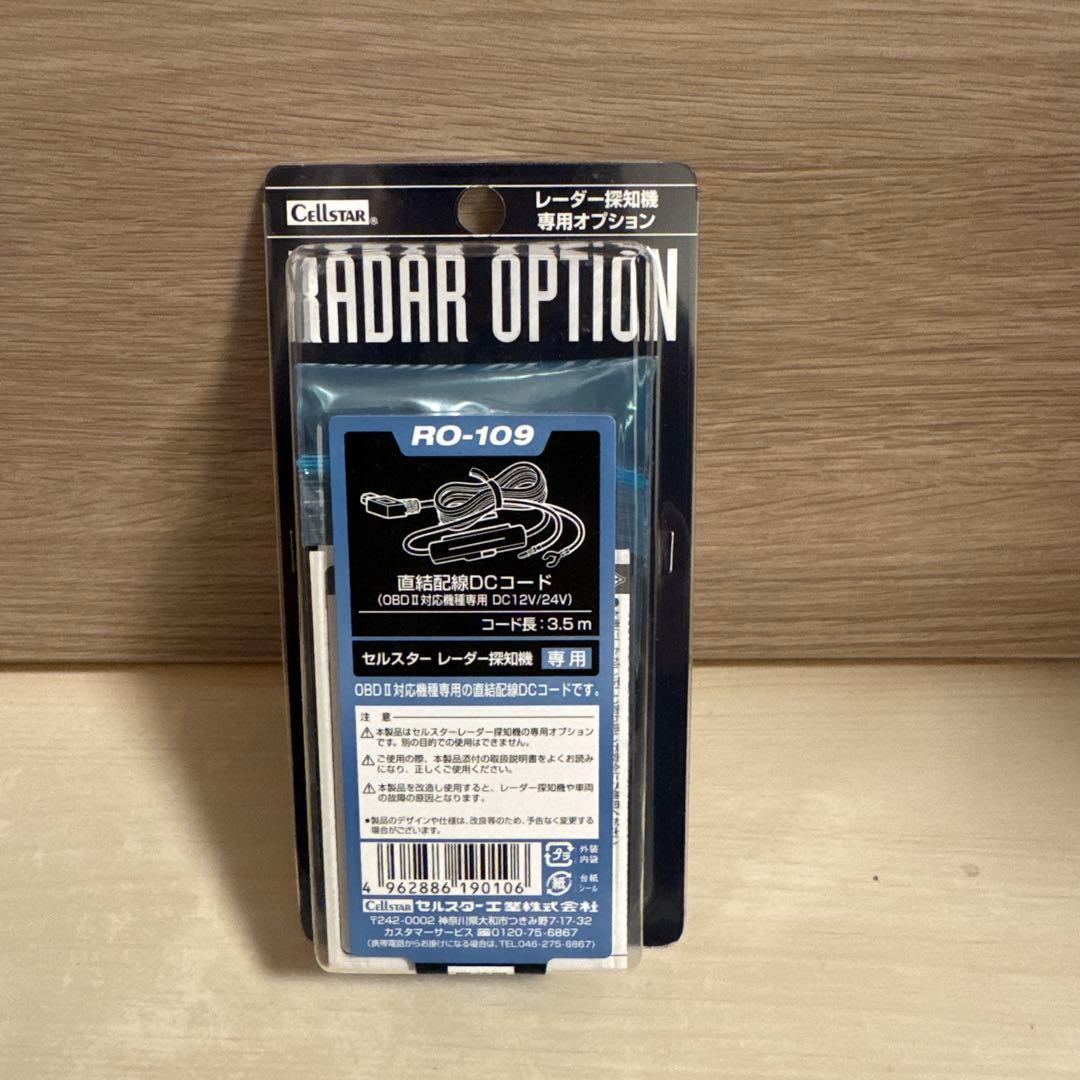 CELLSTAR®
レーダー探知機
専用オプション
RADAR OPTION
RO-109
直結配線DCコード
(OBDⅡ対応機種専用 DC12V/24V)
コード長:3.5m
セルスター レーダー探知機 専用
OBDⅡ対応機種専用の直結配線DCコードです。
注 意
⚠本製品はセルスターレーダー探知機の専用オプション
です。別の目的での使用はできません。
⚠ご使用の際、本製品添付の取扱説明書をよくお読み
になり、正しくご使用ください。
⚠本製品を改造し使用すると、レーダー探知機や車両
の故障の原因となります。
●製品のデザインや仕様は、改良等のため、予告なく変更する
場合がございます。
プラ :外装
:内袋
紙 :台紙
:シール
4 962886 190106
CELLSTAR セルスター工業株式会社
〒242-0002 神奈川県大和市つきみ野7-17-32
カスタマーサービス 0120-75-6867
(携帯電話からお掛けになる場合は、TEL.046-275-6867)